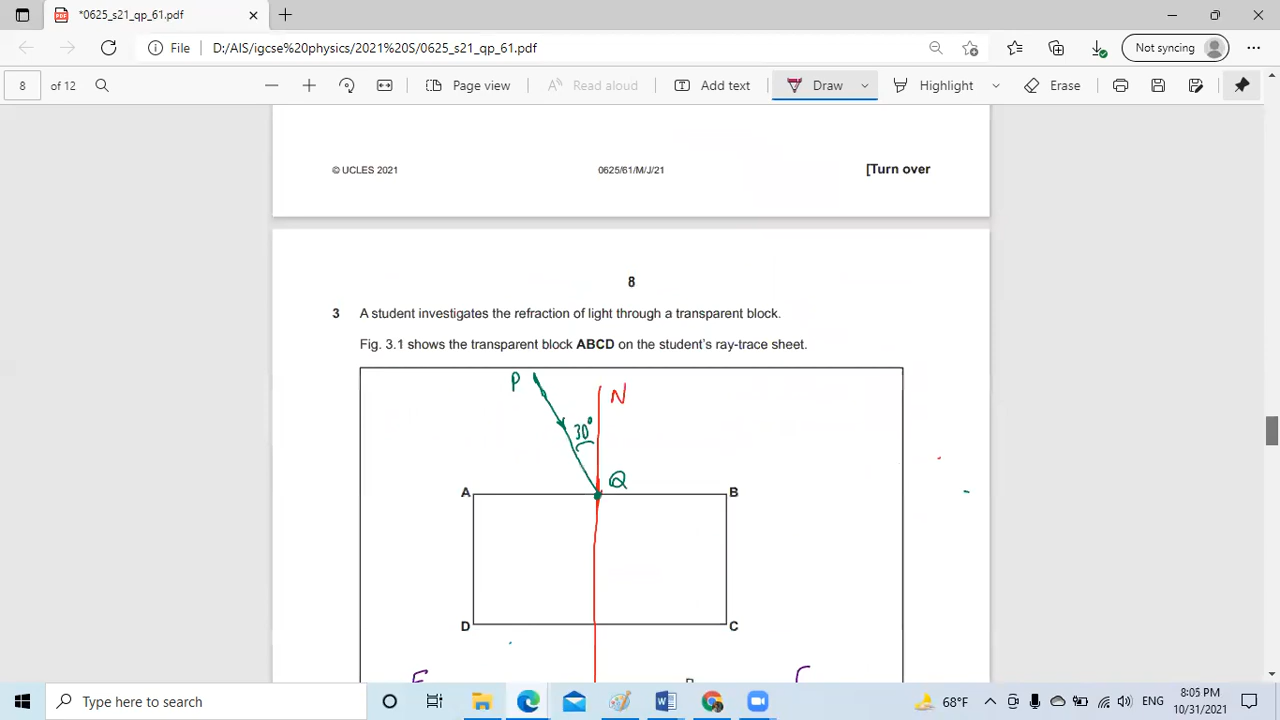 *0625_s21_qp_61.pdf
File
D:/AIS/igcse%20physics/2021%20S/0625_s21_qp_61.pdf
Not syncing
8 of 12
Page view
Read aloud
Add text
Draw
Highlight
Erase
© UCLES 2021
0625/61/M/J/21
[Turn over
8
3 A student investigates the refraction of light through a transparent block.
Fig. 3.1 shows the transparent block ABCD on the student's ray-trace sheet.
P
N
30°
Q
A
B
D
C
Type here to search
68°F
ENG
8:05 PM
10/31/2021